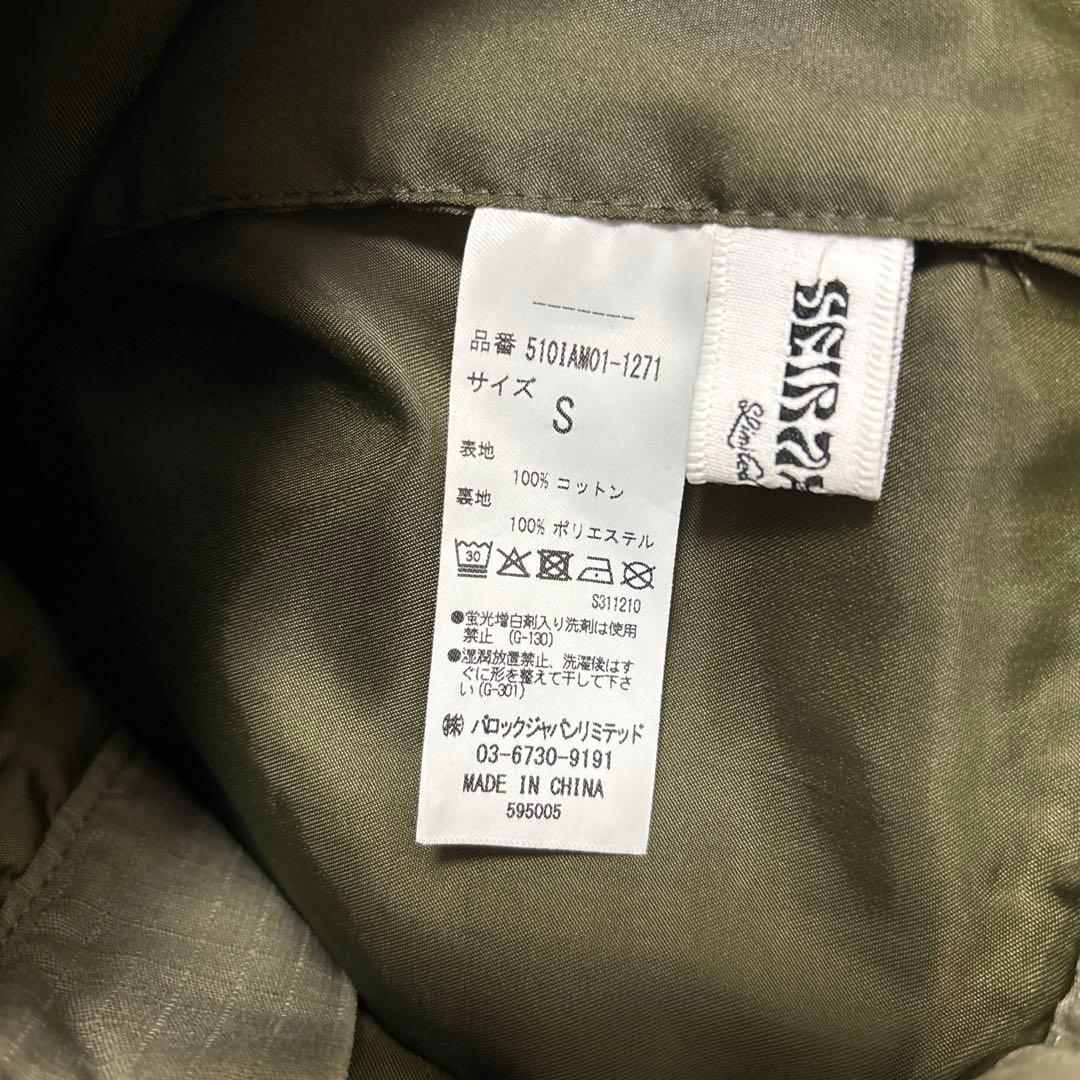 品番 510IAM01-1271
サイズ S
表地
100% コットン
裏地
100% ポリエステル
30
S311210
●蛍光増白剤入り洗剤は使用
禁止 (G-130)
●湿潤放置禁止、洗濯後はす
ぐに形を整えて干して下さ
い(G-301)
(株) バロックジャパンリミテッド
03-6730-9191
MADE IN CHINA
595005
Limited